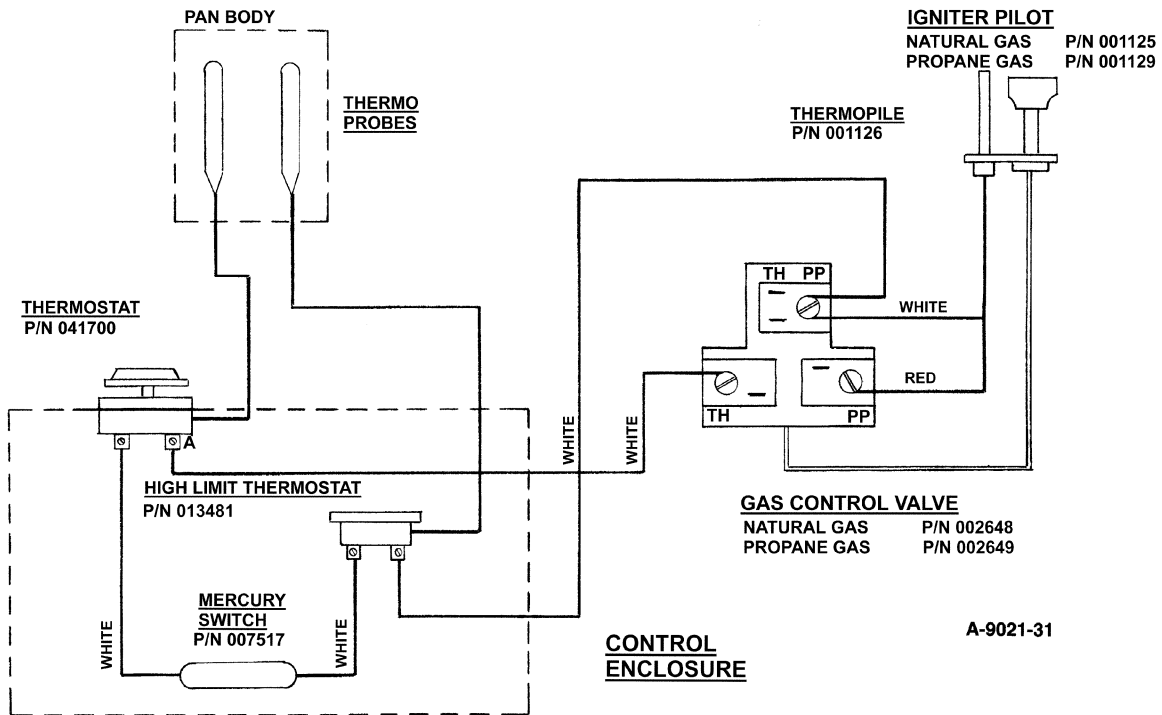 PAN BODY
IGNITER PILOT
NATURAL GAS P/N 001125
PROPANE GAS P/N 001129
THERMO
PROBES
THERMOPILE
P/N 001126
TH PP
WHITE
THERMOSTAT
P/N 041700
RED
TH PP
A
WHITE
WHITE
HIGH LIMIT THERMOSTAT
P/N 013481
GAS CONTROL VALVE
NATURAL GAS P/N 002648
PROPANE GAS P/N 002649
MERCURY
SWITCH
P/N 007517
WHITE
WHITE
CONTROL
ENCLOSURE
A-9021-31